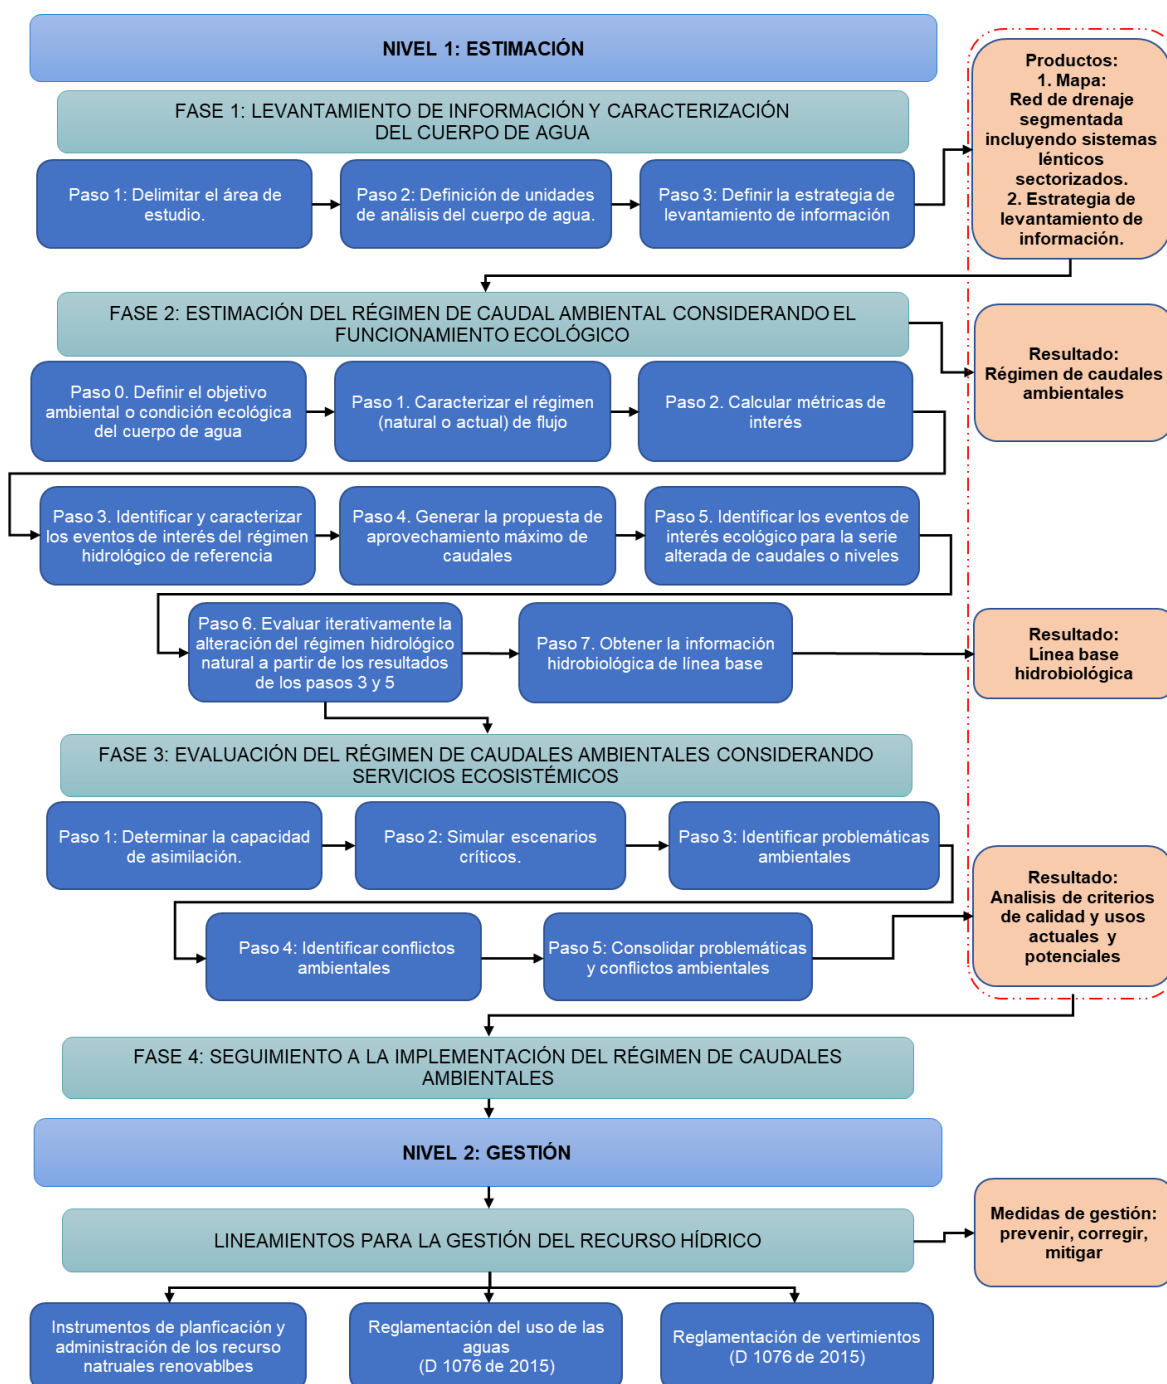 NIVEL 1: ESTIMACIÓN
FASE 1: LEVANTAMIENTO DE INFORMACIÓN Y CARACTERIZACIÓN
DEL CUERPO DE AGUA
Paso 1: Delimitar el área de
estudio.
Paso 2: Definición de unidades
de análisis del cuerpo de agua.
Paso 3: Definir la estrategia de
levantamiento de información
Productos:
1. Mapa:
Red de drenaje
segmentada
incluyendo sistemas
lénticos
sectorizados.
2. Estrategia de
levantamiento de
información.
FASE 2: ESTIMACIÓN DEL RÉGIMEN DE CAUDAL AMBIENTAL CONSIDERANDO EL
FUNCIONAMIENTO ECOLÓGICO
Resultado:
Régimen de caudales
ambientales
Paso 0. Definir el objetivo
ambiental o condición ecológica
del cuerpo de agua
Paso 1. Caracterizar el régimen
(natural o actual) de flujo
Paso 2. Calcular métricas de
interés
Paso 3. Identificar y caracterizar
los eventos de interés del régimen
hidrológico de referencia
Paso 4. Generar la propuesta de
aprovechamiento máximo de
caudales
Paso 5. Identificar los eventos de
interés ecológico para la serie
alterada de caudales o niveles
Paso 6. Evaluar iterativamente la
alteración del régimen hidrológico
natural a partir de los resultados
de los pasos 3 y 5
Paso 7. Obtener la información
hidrobiológica de línea base
Resultado:
Línea base
hidrobiológica
FASE 3: EVALUACIÓN DEL RÉGIMEN DE CAUDALES AMBIENTALES CONSIDERANDO
SERVICIOS ECOSISTÉMICOS
Paso 1: Determinar la capacidad
de asimilación.
Paso 2: Simular escenarios
críticos.
Paso 3: Identificar problemáticas
ambientales
Paso 4: Identificar conflictos
ambientales
Paso 5: Consolidar problemáticas
y conflictos ambientales
Resultado:
Analisis de criterios
de calidad y usos
actuales y
potenciales
FASE 4: SEGUIMIENTO A LA IMPLEMENTACIÓN DEL RÉGIMEN DE CAUDALES
AMBIENTALES
NIVEL 2: GESTIÓN
LINEAMIENTOS PARA LA GESTIÓN DEL RECURSO HÍDRICO
Medidas de gestión:
prevenir, corregir,
mitigar
Instrumentos de planficación y
administración de los recurso
natruales renovablbes
Reglamentación del uso de las
aguas
(D 1076 de 2015)
Reglamentación de vertimientos
(D 1076 de 2015)